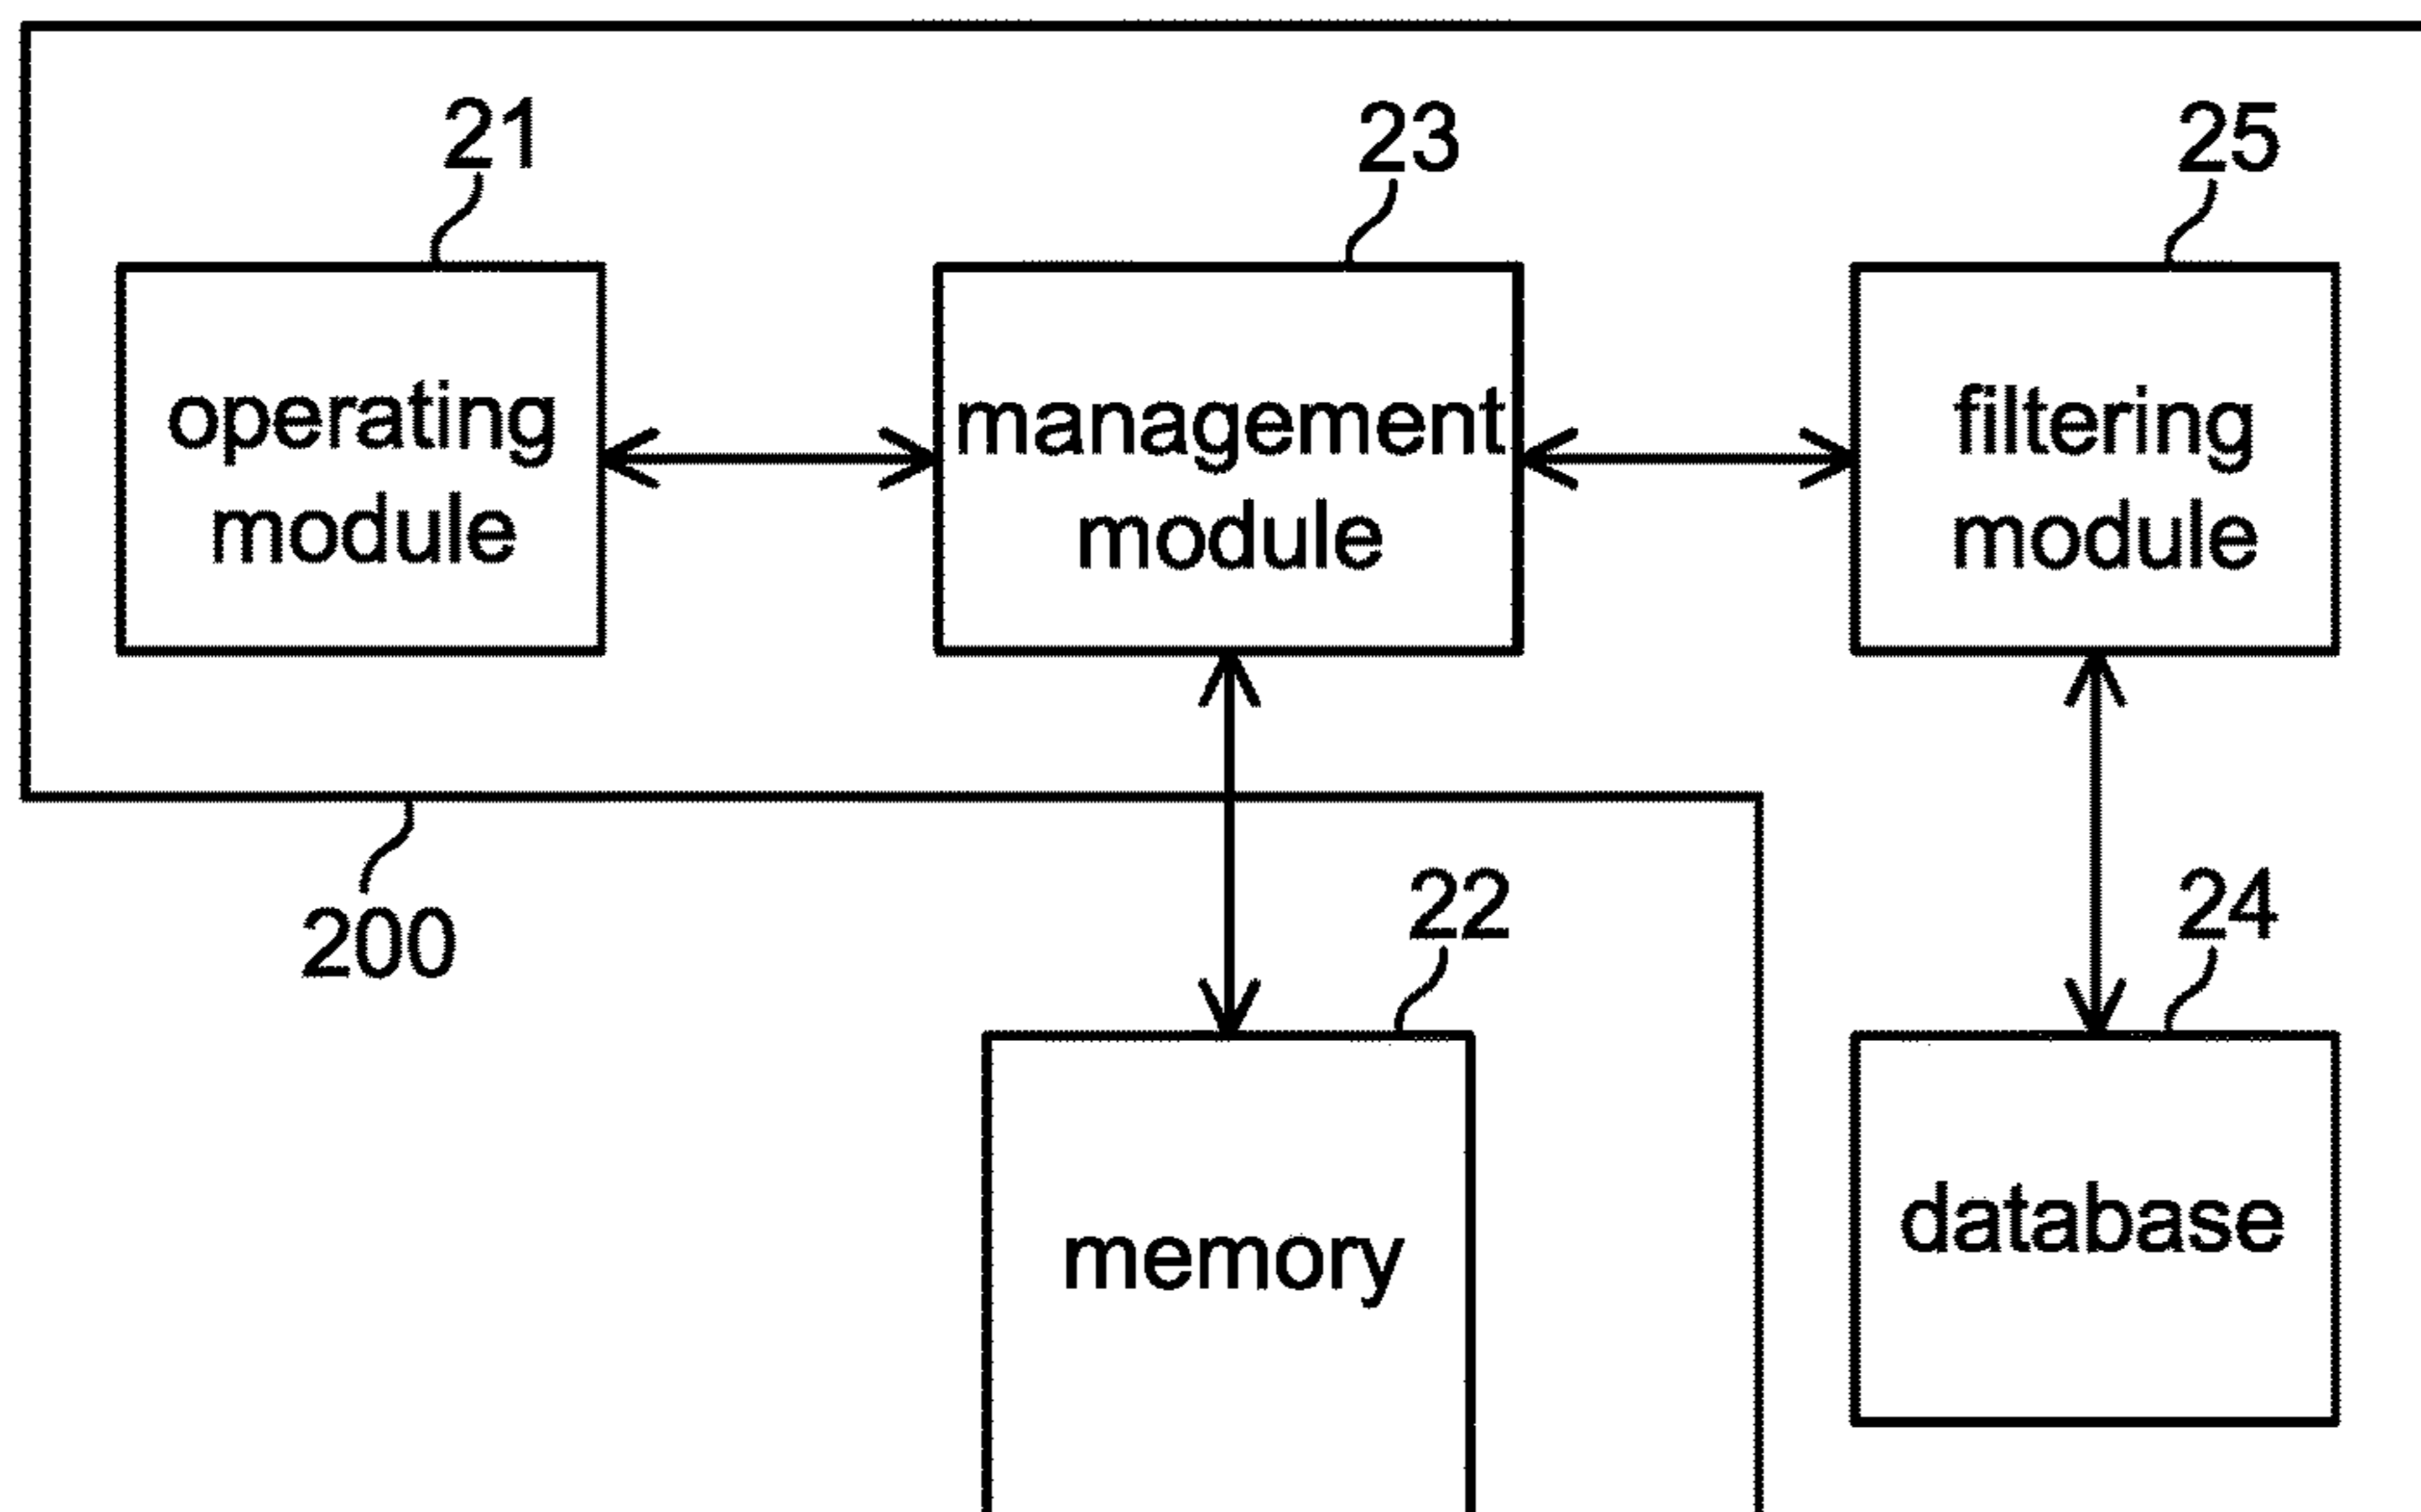 21
23
25
operating
module
management
module
filtering
module
200
22
24
memory
database